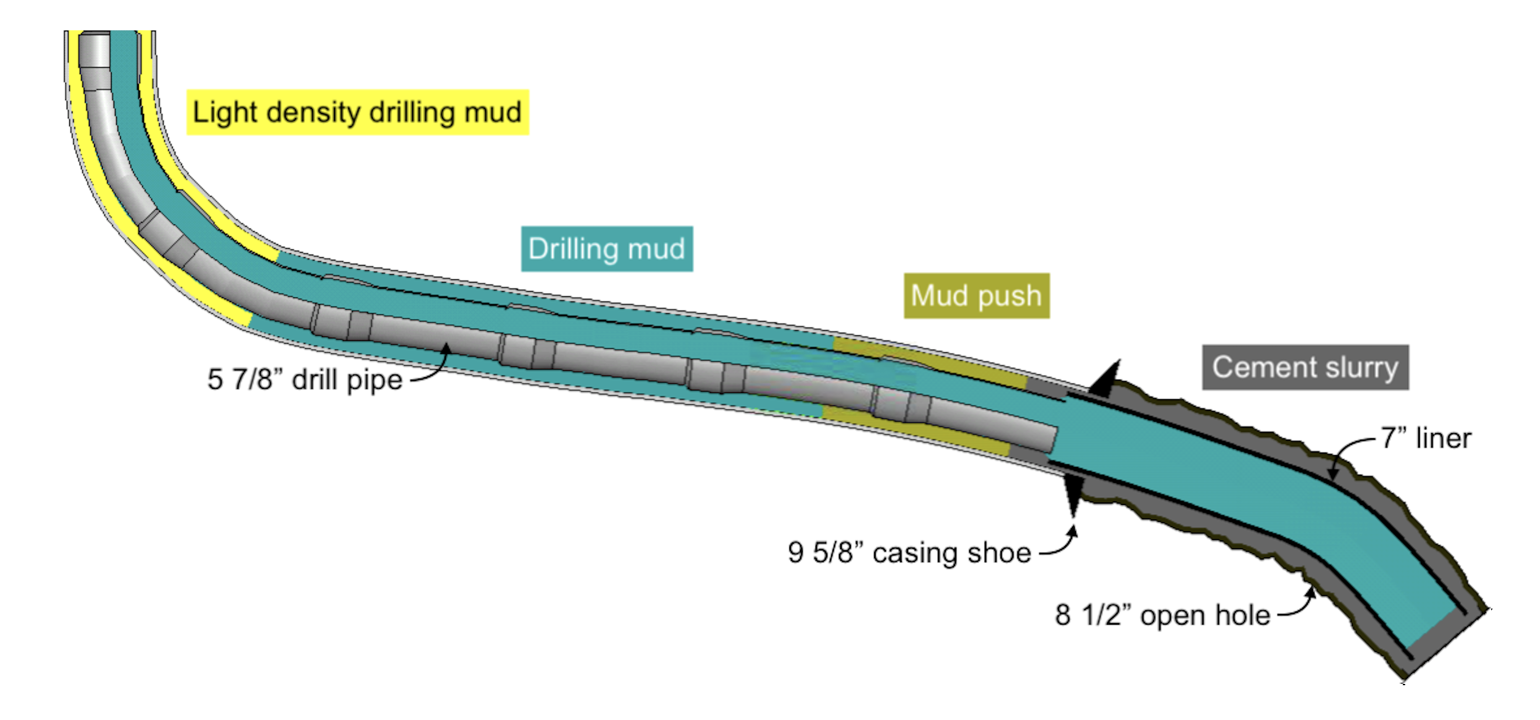 Light density drilling mud
Drilling mud
Mud push
Cement slurry
5 7/8” drill pipe
7” liner
9 5/8” casing shoe
8 1/2” open hole